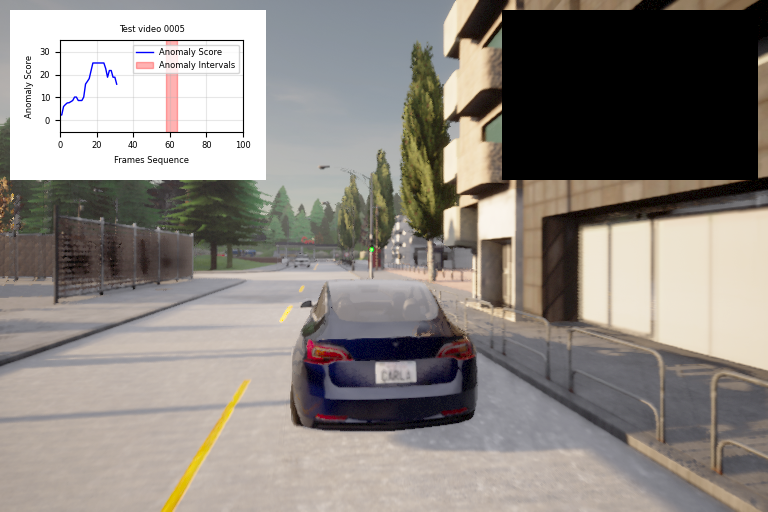 Test video 0005
Anomaly Score
30
20
10
0
Anomaly Score
Anomaly Intervals
0 20 40 60 80 100
Frames Sequence
CARLA